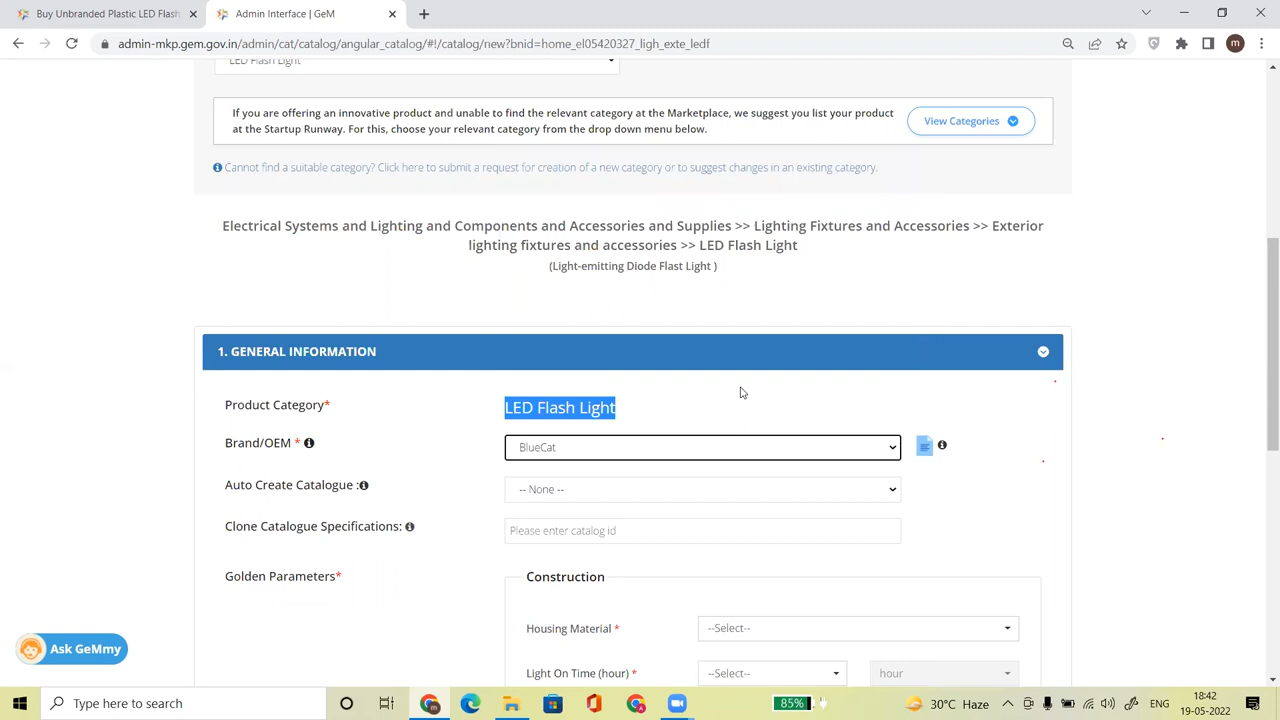 Buy Unbranded Plastic LED Flash
Admin Interface | GeM
admin-mkp.gem.gov.in/admin/cat/catalog/angular_catalog/#!/catalog/new?bnid=home_el05420327_ligh_exte_ledf
LED Flash Light
If you are offering an innovative product and unable to find the relevant category at the Marketplace, we suggest you list your product
at the Startup Runway. For this, choose your relevant category from the drop down menu below.
View Categories
Cannot find a suitable category? Click here to submit a request for creation of a new category or to suggest changes in an existing category.
Electrical Systems and Lighting and Components and Accessories and Supplies >> Lighting Fixtures and Accessories >> Exterior
lighting fixtures and accessories >> LED Flash Light
(Light-emitting Diode Flast Light )
1. GENERAL INFORMATION
Product Category*
LED Flash Light
Brand/OEM *
BlueCat
Auto Create Catalogue :
-- None --
Clone Catalogue Specifications:
Please enter catalog id
Golden Parameters*
Construction
Housing Material *
--Select--
Light On Time (hour) *
--Select--
hour
Ask GeMmy
Type here to search
85%
30°C Haze
ENG
18:42
19-05-2022